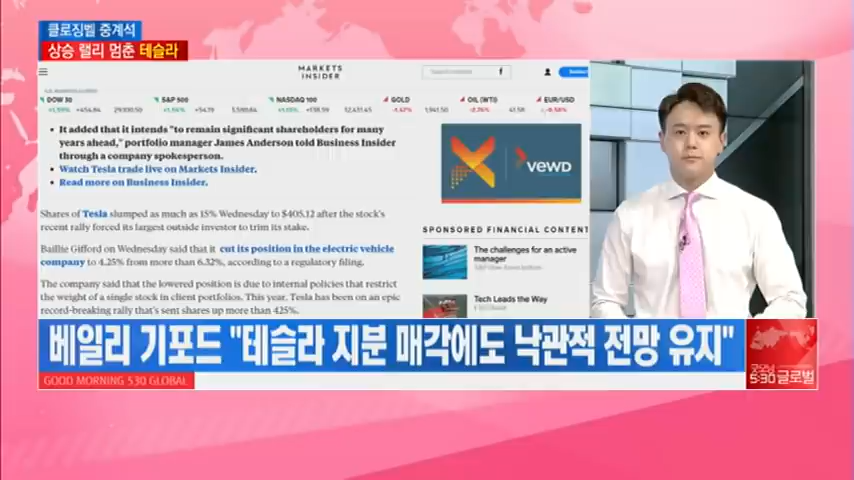 클로징벨 중계석
상승 랠리 멈춘 테슬라
MARKETS
INSIDER
DOW 30
S&P 500
NASDAQ 100
GOLD
OIL (WTI)
EUR/USD
• It added that it intends "to remain significant shareholders for many
years ahead," portfolio manager James Anderson told Business Insider
through a company spokesperson.
• Watch Tesla trade live on Markets Insider.
• Read more on Business Insider.
vewd
Shares of Tesla slumped as much as 15% Wednesday to $405.12 after the stock's
recent rally forced its largest outside investor to trim its stake.
Baillie Gifford on Wednesday said that it cut its position in the electric vehicle
company to 4.25% from more than 6.32%, according to a regulatory filing.
The company said that the lowered position is due to internal policies that restrict
the weight of a single stock in client portfolios. This year, Tesla has been on an epic
record-breaking rally that's sent shares up more than 425%.
SPONSORED FINANCIAL CONTENT
The challenges for an active
manager
Tech Leads the Way
베일리 기포드 "테슬라 지분 매각에도 낙관적 전망 유지"
GOOD MORNING 530 GLOBAL
굿모닝
5:30 글로벌